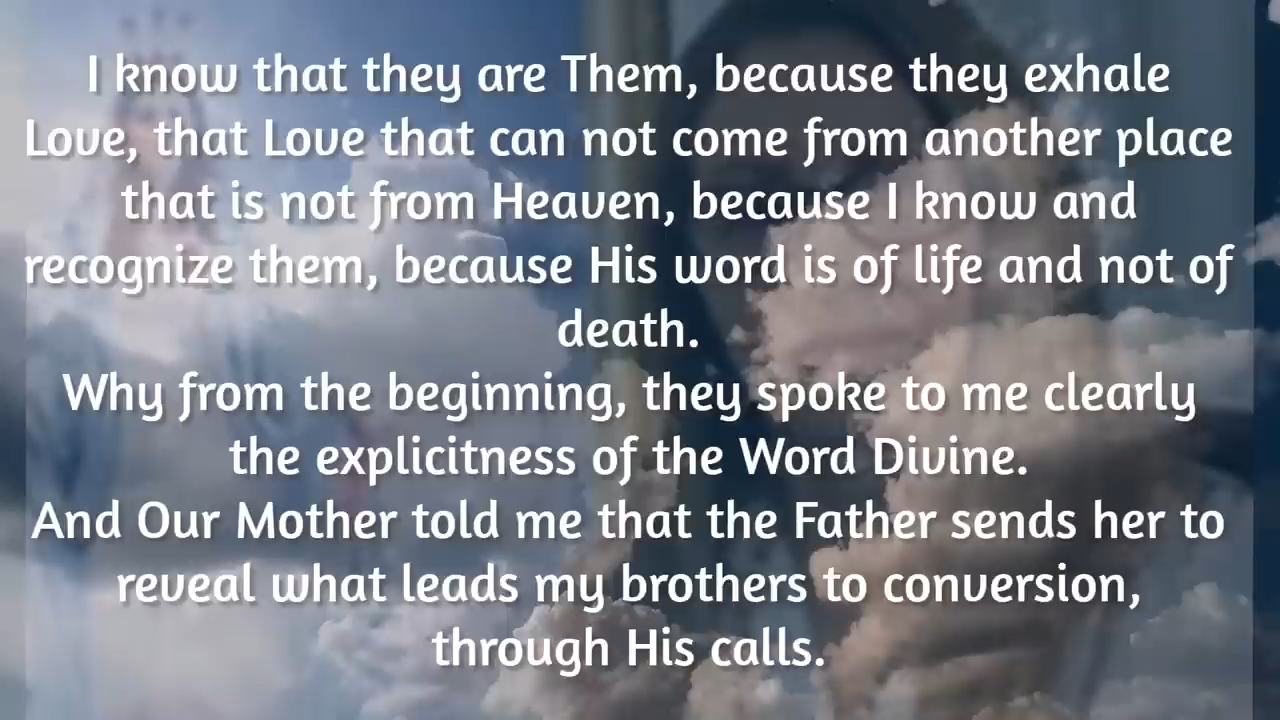 I know that they are Them, because they exhale
Love, that Love that can not come from another place
that is not from Heaven, because I know and
recognize them, because His word is of life and not of
death.
Why from the beginning, they spoke to me clearly
the explicitness of the Word Divine.
And Our Mother told me that the Father sends her to
reveal what leads my brothers to conversion,
through His calls.